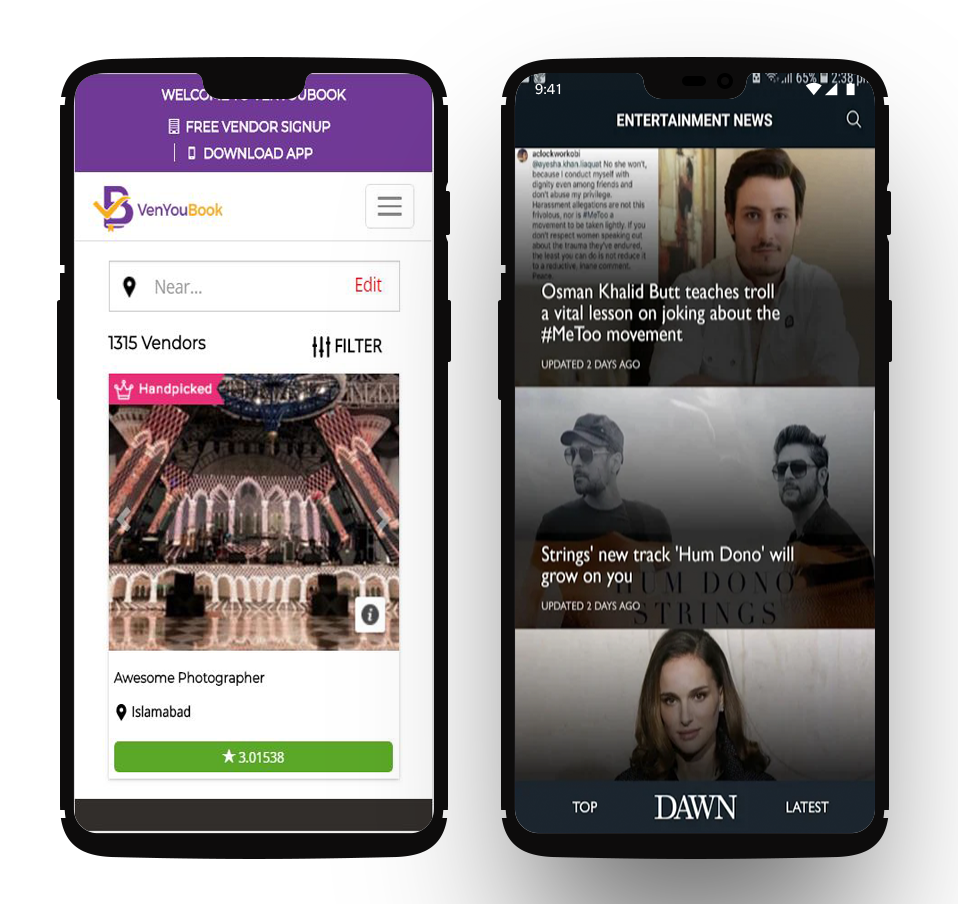 WELCOME TO VENYOUBOOK
FREE VENDOR SIGNUP
DOWNLOAD APP
VenYouBook
Near...
Edit
1315 Vendors
FILTER
Handpicked
Awesome Photographer
Islamabad
3.01538
65% 2:38
9:41
ENTERTAINMENT NEWS
aclockworkobi
@ayesha.khan.liaquat No she won't,
because I conduct myself with
dignity even among friends and
don't abuse my privilege.
Harassment allegations are not this
frivolous, nor is #MeToo a
movement to be taken lightly. If you
don't respect women speaking out
about the trauma they've endured,
the least you can do is not reduce it
to a reductive, inane comment.
Peace.
Osman Khalid Butt teaches troll
a vital lesson on joking about the
#MeToo movement
UPDATED 2 DAYS AGO
Strings' new track 'Hum Dono' will
grow on you
HUM DONO
UPDATED 2 DAYS AGO
STRINGS
TOP
DAWN
LATEST